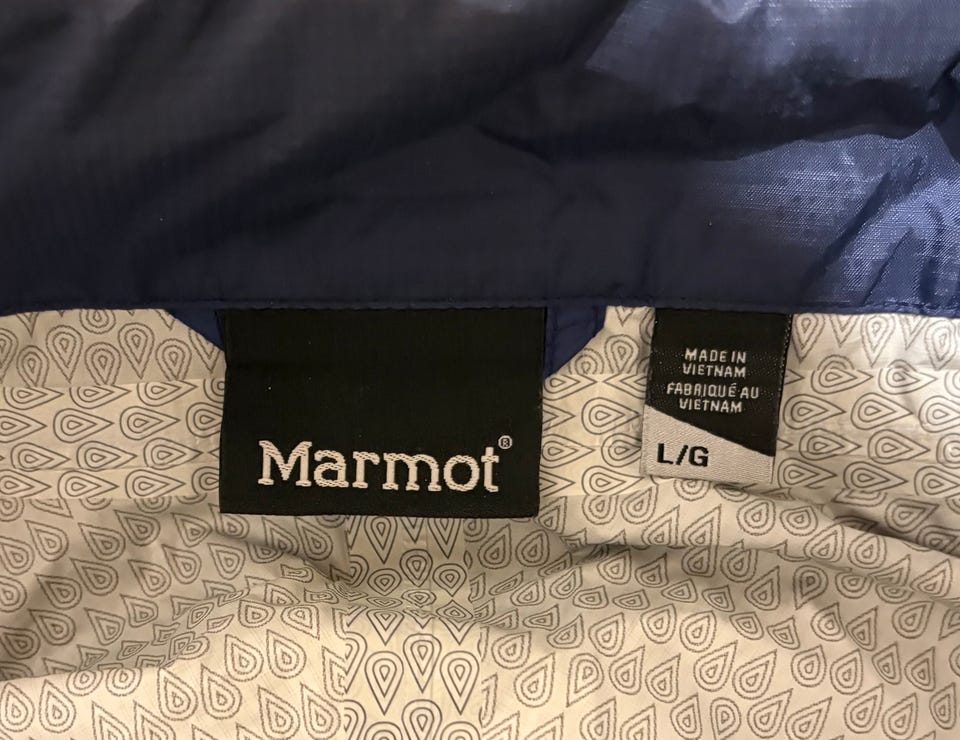 Marmot®
MADE IN
VIETNAM
FABRIQUÉ AU
VIETNAM
L/G